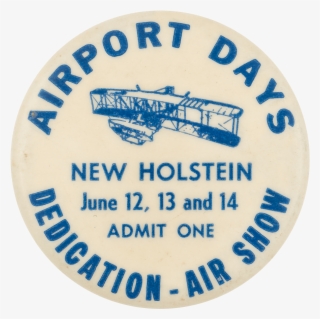 AIRPORT DAYS
NEW HOLSTEIN
June 12, 13 and 14
ADMIT ONE
DEDICATION - AIR SHOW